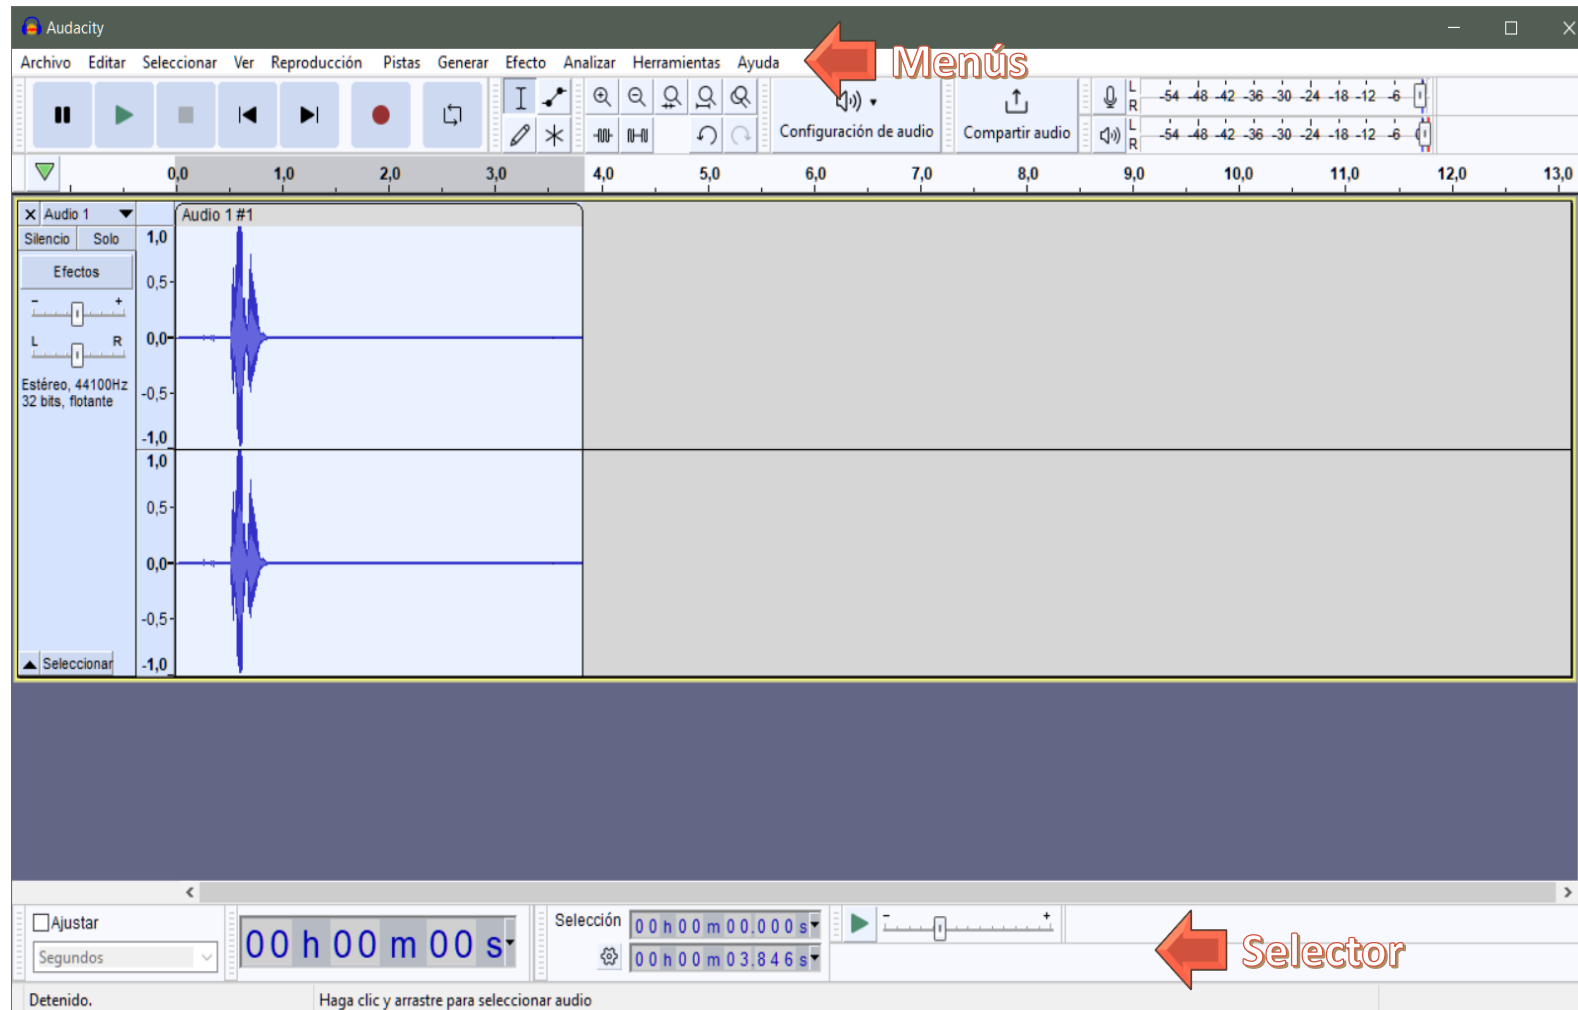 Audacity
Archivo Editar Seleccionar Ver Reproducción Pistas Generar Efecto Analizar Herramientas Ayuda
Menús
L
R
-54 -48 -42 -36 -30 -24 -18 -12 -6
Configuración de audio
Compartir audio
L
R
-54 -48 -42 -36 -30 -24 -18 -12 -6
0,0 1,0 2,0 3,0 4,0 5,0 6,0 7,0 8,0 9,0 10,0 11,0 12,0 13,0
X Audio 1
Audio 1 #1
Silencio Solo
Efectos
- +
L R
Estéreo, 44100Hz
32 bits, flotante
1,0
0,5
0,0
-0,5
-1,0
1,0
0,5
0,0
-0,5
-1,0
Seleccionar
Ajustar
Segundos
00 h 00 m 00 s
Selección
00 h 00 m 00.000 s
00 h 00 m 03.846 s
- +
Selector
Detenido.
Haga clic y arrastre para seleccionar audio